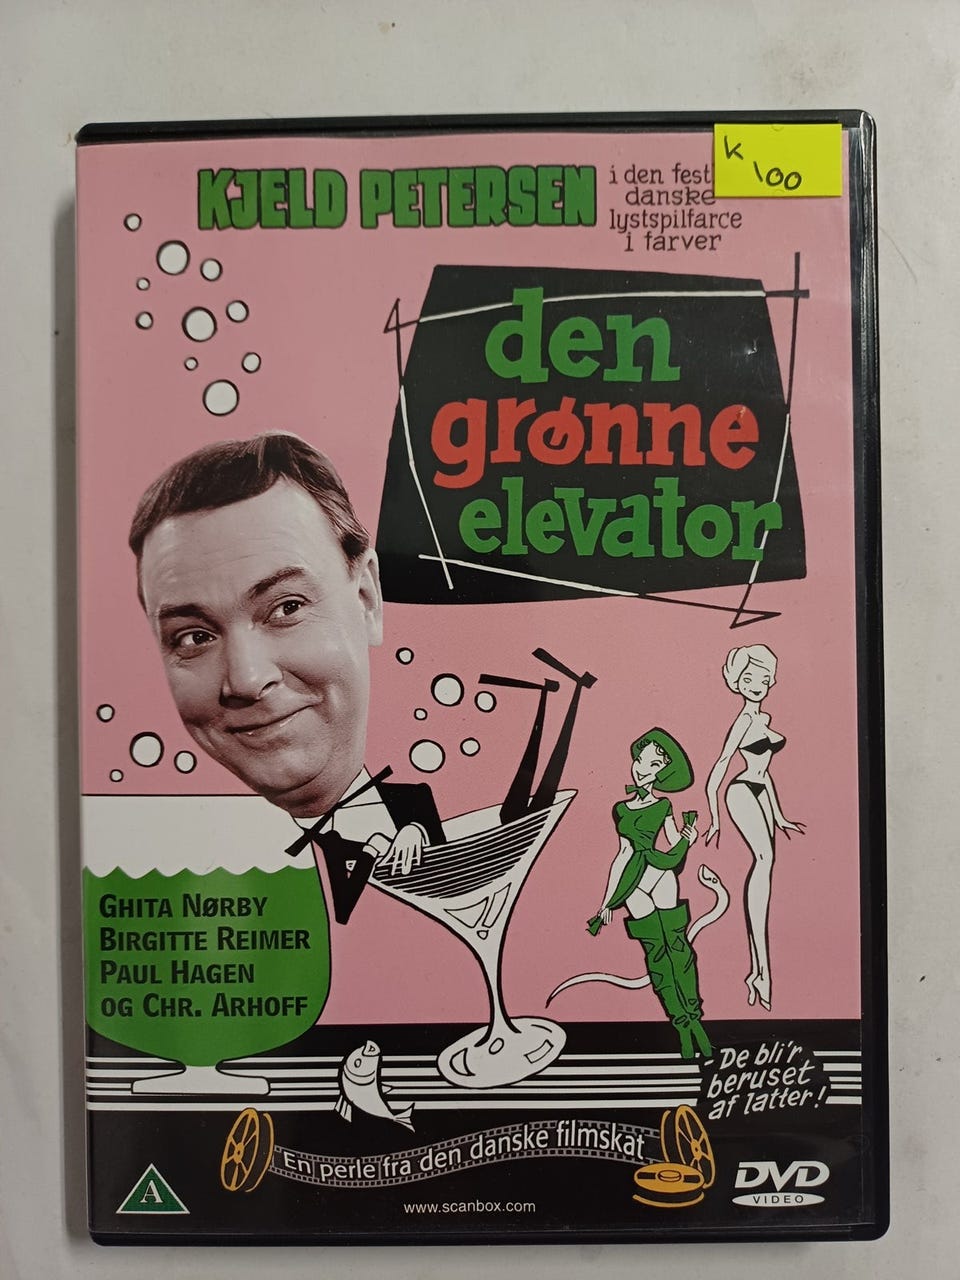 KJELD PETERSEN
i den fest
danske
lystspilfarce
i farver
K
100
den
grønne
elevator
GHITA NØRBY
BIRGITTE REIMER
PAUL HAGEN
OG CHR. ARHOFF
- De bli'r
beruset
af latter!
En perle fra den danske filmskat
A
www.scanbox.com
DVD
VIDEO